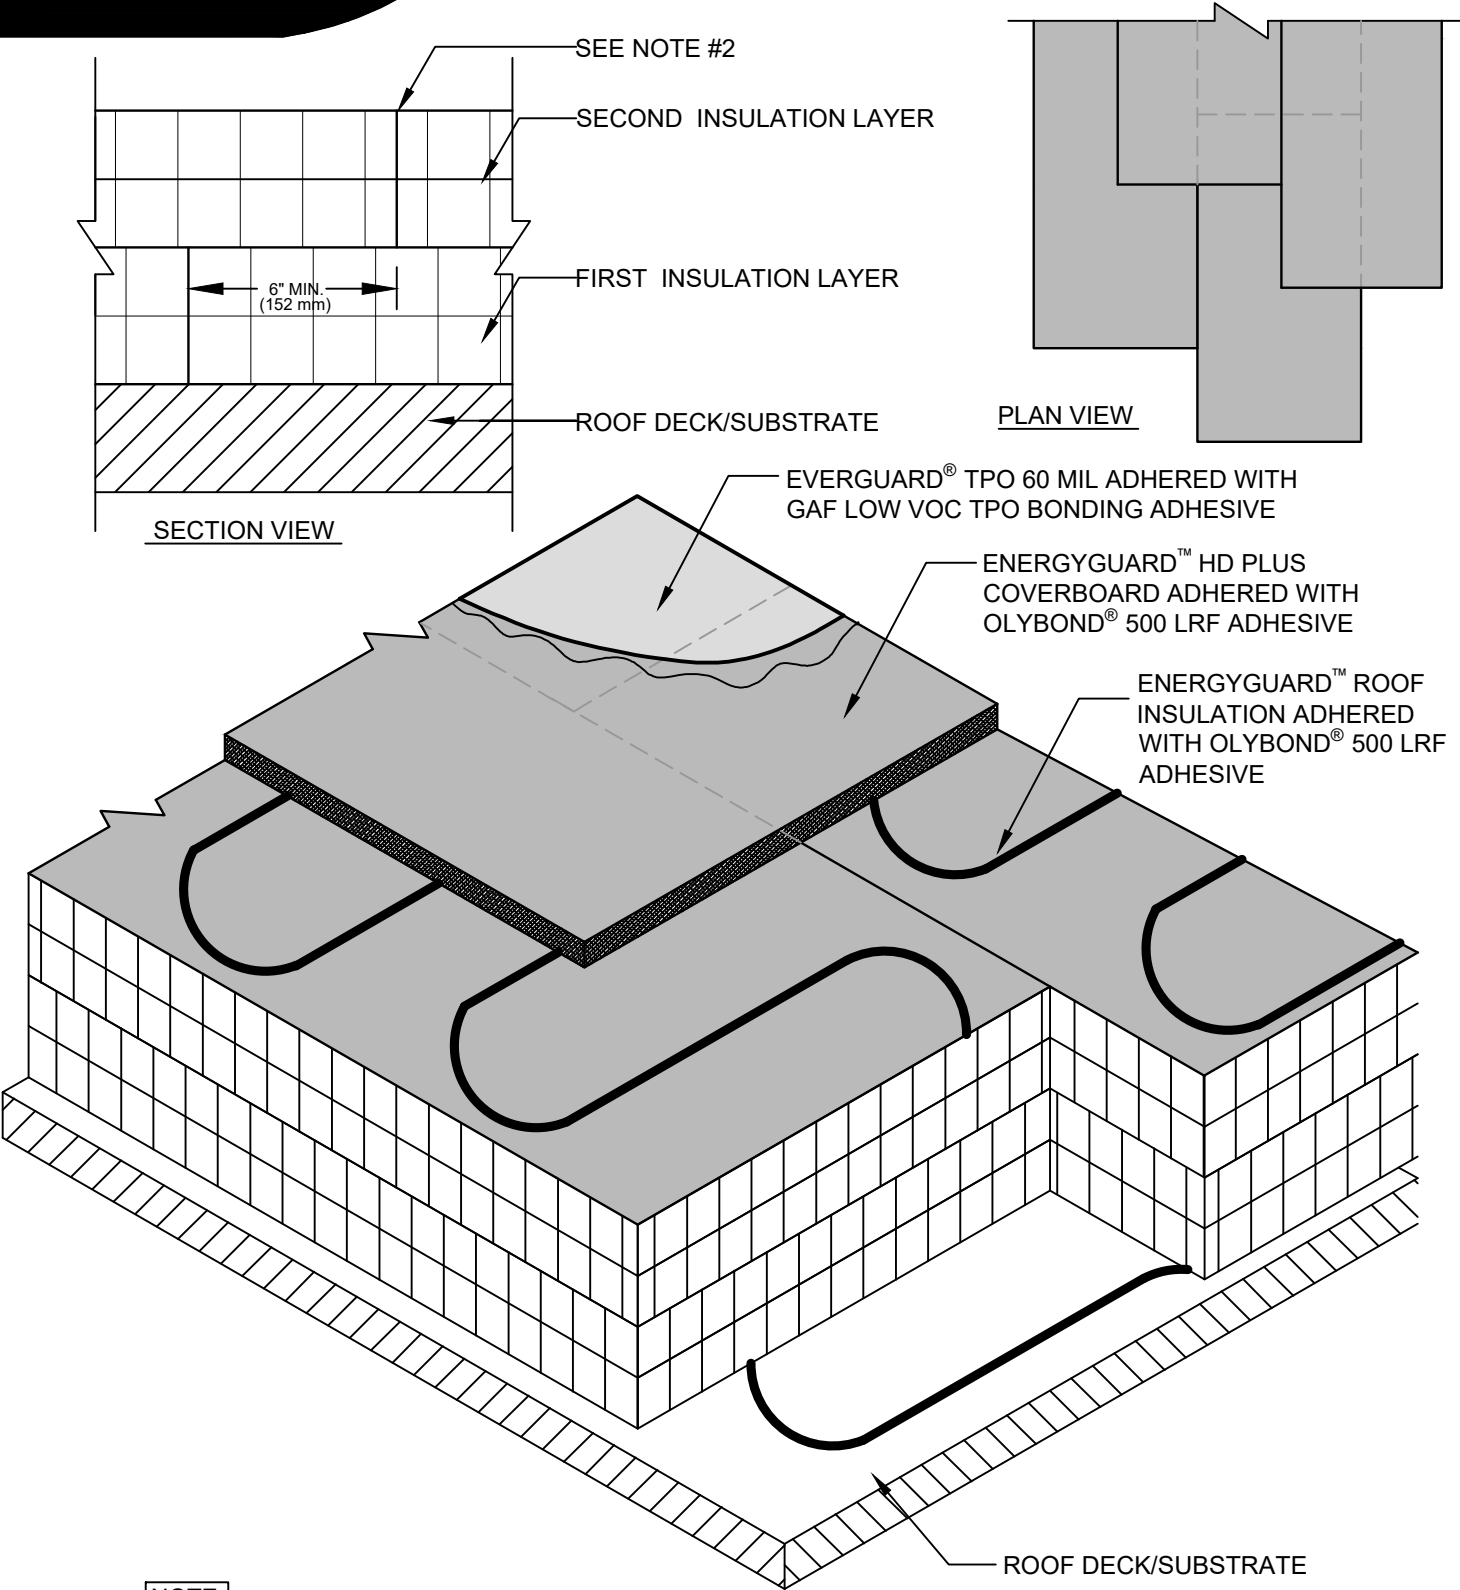 SEE NOTE #2
SECOND INSULATION LAYER
6" MIN.
(152 mm)
FIRST INSULATION LAYER
ROOF DECK/SUBSTRATE
SECTION VIEW
PLAN VIEW
EVERGUARD® TPO 60 MIL ADHERED WITH
GAF LOW VOC TPO BONDING ADHESIVE
ENERGYGUARD™ HD PLUS
COVERBOARD ADHERED WITH
OLYBOND® 500 LRF ADHESIVE
ENERGYGUARD™ ROOF
INSULATION ADHERED
WITH OLYBOND® 500 LRF
ADHESIVE
ROOF DECK/SUBSTRATE
NOTE